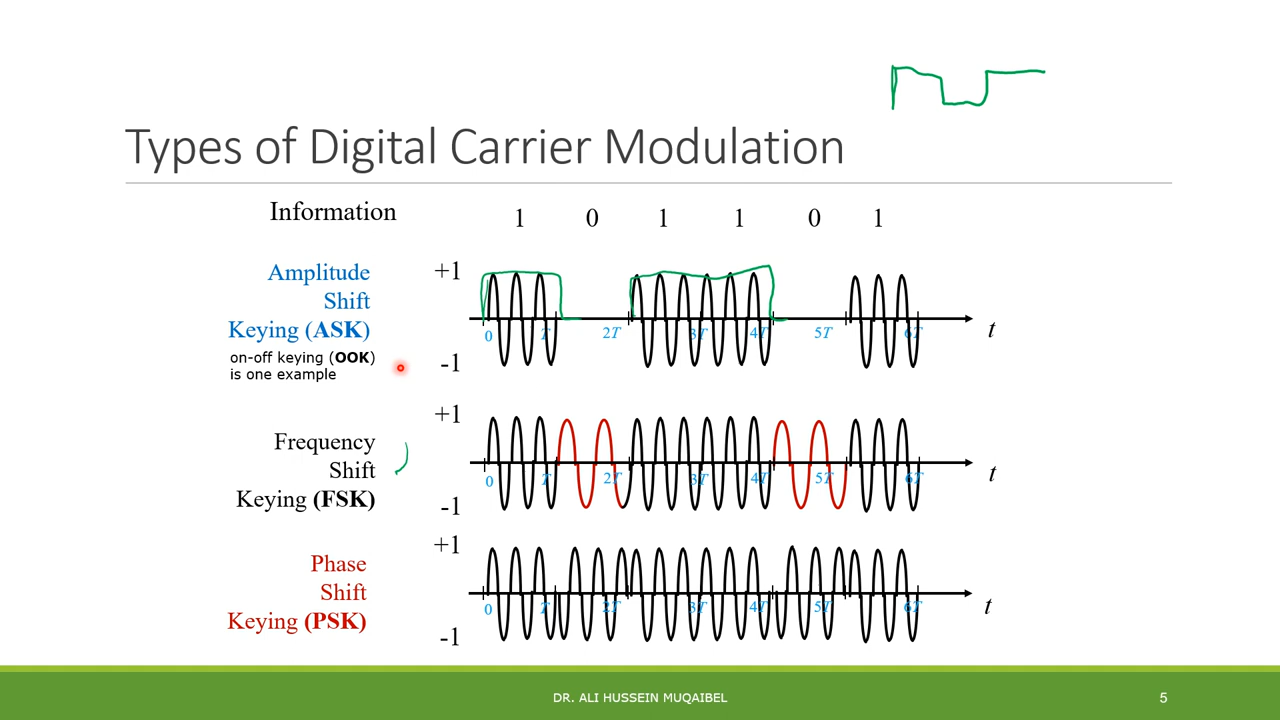 Types of Digital Carrier Modulation
Information 1 0 1 1 0 1
Amplitude
Shift
Keying (ASK)
on-off keying (OOK)
is one example
+1
-1
0 T 2T 3T 4T 5T 6T
t
Frequency
Shift
Keying (FSK)
+1
-1
0 T 2T 3T 4T 5T 6T
t
Phase
Shift
Keying (PSK)
+1
-1
0 T 2T 3T 4T 5T 6T
t
DR. ALI HUSSEIN MUQAIBEL
5